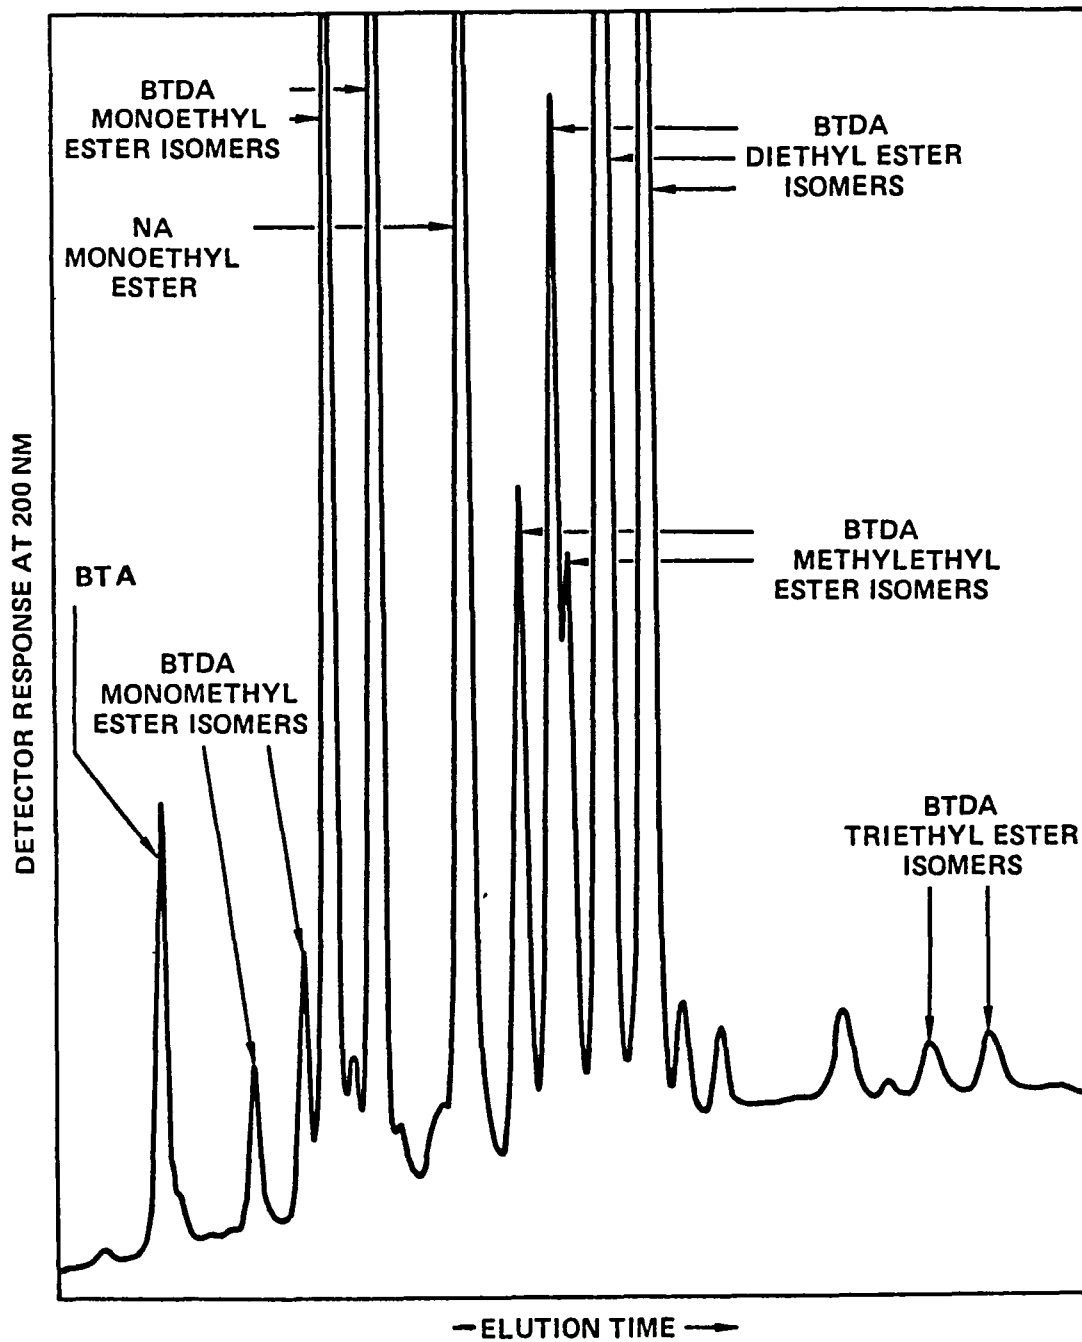 BTDA
MONOETHYL
ESTER ISOMERS
NA
MONOETHYL
ESTER
BTDA
DIETHYL ESTER
ISOMERS
BTDA
METHYLETHYL
ESTER ISOMERS
BTA
BTDA
MONOMETHYL
ESTER ISOMERS
BTDA
TRIETHYL ESTER
ISOMERS
DETECTOR RESPONSE AT 200 NM
ELUTION TIME